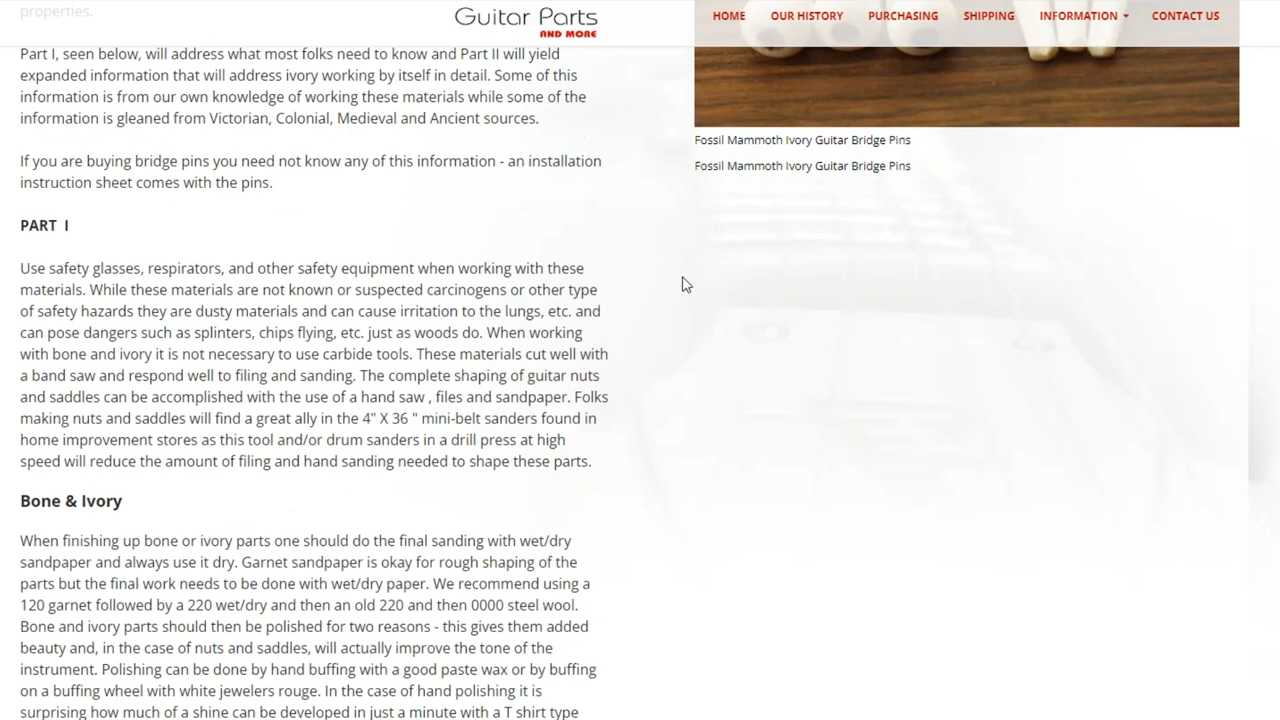 properties.
Guitar Parts
AND MORE
HOME OUR HISTORY PURCHASING SHIPPING INFORMATION CONTACT US
Part I, seen below, will address what most folks need to know and Part II will yield
expanded information that will address ivory working by itself in detail. Some of this
information is from our own knowledge of working these materials while some of the
information is gleaned from Victorian, Colonial, Medieval and Ancient sources.
If you are buying bridge pins you need not know any of this information - an installation
instruction sheet comes with the pins.
PART I
Use safety glasses, respirators, and other safety equipment when working with these
materials. While these materials are not known or suspected carcinogens or other type
of safety hazards they are dusty materials and can cause irritation to the lungs, etc. and
can pose dangers such as splinters, chips flying, etc. just as woods do. When working
with bone and ivory it is not necessary to use carbide tools. These materials cut well with
a band saw and respond well to filing and sanding. The complete shaping of guitar nuts
and saddles can be accomplished with the use of a hand saw , files and sandpaper. Folks
making nuts and saddles will find a great ally in the 4" X 36 " mini-belt sanders found in
home improvement stores as this tool and/or drum sanders in a drill press at high
speed will reduce the amount of filing and hand sanding needed to shape these parts.
Bone & Ivory
When finishing up bone or ivory parts one should do the final sanding with wet/dry
sandpaper and always use it dry. Garnet sandpaper is okay for rough shaping of the
parts but the final work needs to be done with wet/dry paper. We recommend using a
120 garnet followed by a 220 wet/dry and then an old 220 and then 0000 steel wool.
Bone and ivory parts should then be polished for two reasons - this gives them added
beauty and, in the case of nuts and saddles, will actually improve the tone of the
instrument. Polishing can be done by hand buffing with a good paste wax or by buffing
on a buffing wheel with white jewelers rouge. In the case of hand polishing it is
surprising how much of a shine can be developed in just a minute with a T shirt type
Fossil Mammoth Ivory Guitar Bridge Pins
Fossil Mammoth Ivory Guitar Bridge Pins